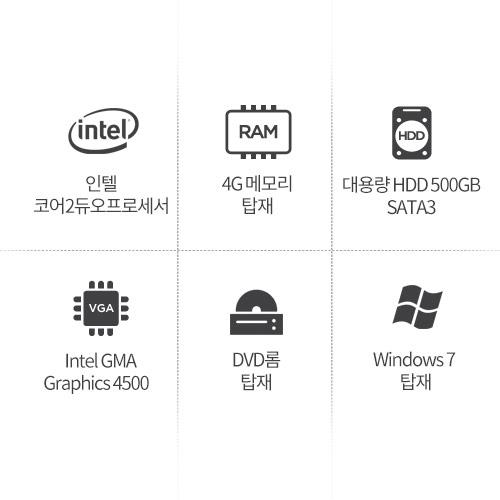 intel
인텔
코어2듀오프로세서
RAM
4G 메모리
탑재
HDD
대용량 HDD 500GB
SATA3
VGA
Intel GMA
Graphics 4500
DVD롬
탑재
Windows 7
탑재